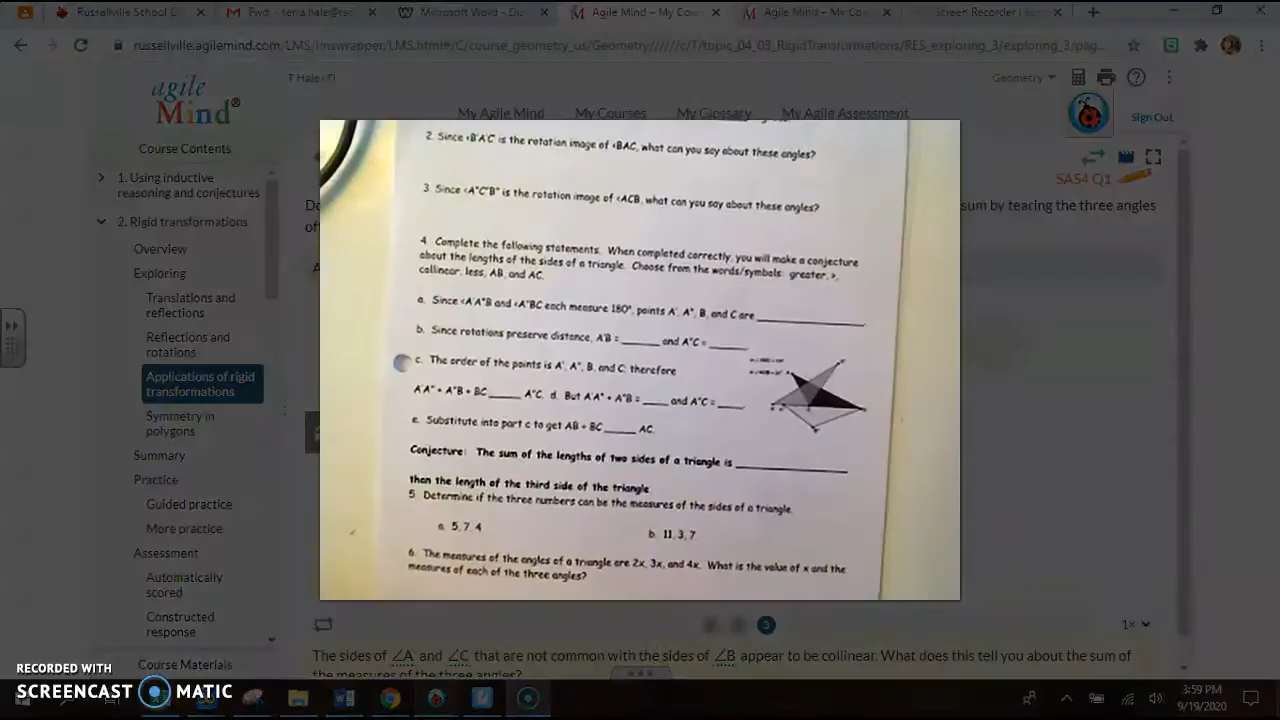 Russellville School Di
Microsoft Word - Du
Agile Mind – My Cou
Agile Mind – My Cou
Screen Recorder | Sc
russellville.agilemind.com/LMS/lmswrapper/LMS.html#/C/course_geometry_us/Geometry//////c/T/topic_04_03_RigidTransformations/RES_exploring_3/exploring_3/pag...
agile
Mind®
T Hale (T)
Geometry
My Agile Mind
My Courses
My Glossary
My Agile Assessment
Sign Out
SAS4 Q1
Course Contents
1. Using inductive
reasoning and conjectures
2. Rigid transformations
Overview
Exploring
Translations and
reflections
Reflections and
rotations
Applications of rigid
transformations
Symmetry in
polygons
Summary
Practice
Guided practice
More practice
Assessment
Automatically
scored
Constructed
response
Course Materials
Do
sum by tearing the three angles
2. Since <B'A'C' is the rotation image of <BAC, what can you say about these angles?
3. Since <A"C"B" is the rotation image of <ACB, what can you say about these angles?
4. Complete the following statements. When completed correctly, you will make a conjecture
about the lengths of the sides of a triangle. Choose from the words/symbols: greater, >,
collinear, less, AB, and AC.
a. Since <A'A"B and <A"BC each measure 180°, points A', A", B, and C are ______
b. Since rotations preserve distance, A'B = ______ and A"C = ______
c. The order of the points is A', A", B, and C; therefore
A'A" + A"B + BC _____ A"C. d. But A'A" + A"B = ____ and A"C = ____
e. Substitute into part c to get AB + BC _____ AC.
Conjecture: The sum of the lengths of two sides of a triangle is ______
than the length of the third side of the triangle.
5. Determine if the three numbers can be the measures of the sides of a triangle.
a. 5, 7, 4
b. 11, 3, 7
6. The measures of the angles of a triangle are 2x, 3x, and 4x. What is the value of x and the
measures of each of the three angles?
3
1×
The sides of ∠A and ∠C that are not common with the sides of ∠B appear to be collinear. What does this tell you about the sum of
the measures of the three angles?
RECORDED WITH
SCREENCAST MATIC
3:59 PM
9/19/2020